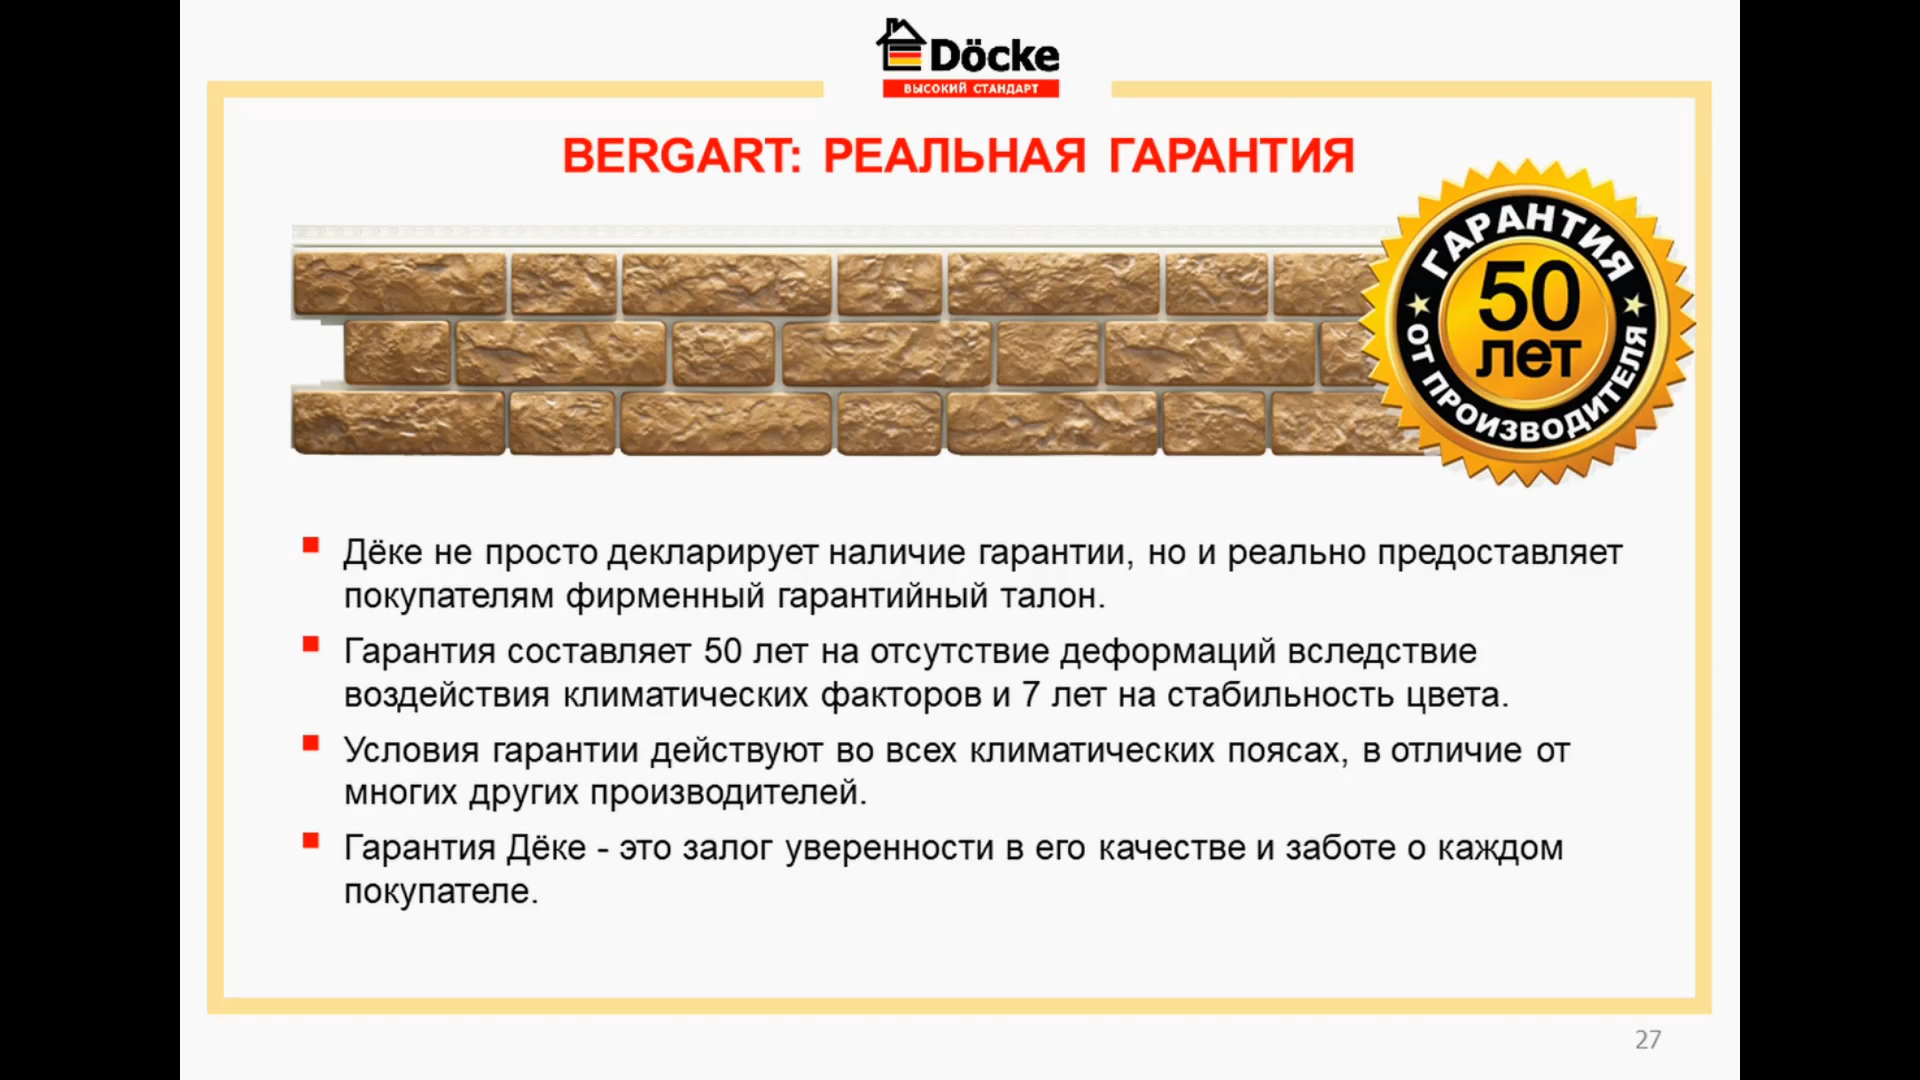 Döcke
ВЫСОКИЙ СТАНДАРТ
BERGART: РЕАЛЬНАЯ ГАРАНТИЯ
ГАРАНТИЯ
50
лет
ОТ ПРОИЗВОДИТЕЛЯ
Дёке не просто декларирует наличие гарантии, но и реально предоставляет
покупателям фирменный гарантийный талон.
Гарантия составляет 50 лет на отсутствие деформаций вследствие
воздействия климатических факторов и 7 лет на стабильность цвета.
Условия гарантии действуют во всех климатических поясах, в отличие от
многих других производителей.
Гарантия Дёке - это залог уверенности в его качестве и заботе о каждом
покупателе.
27